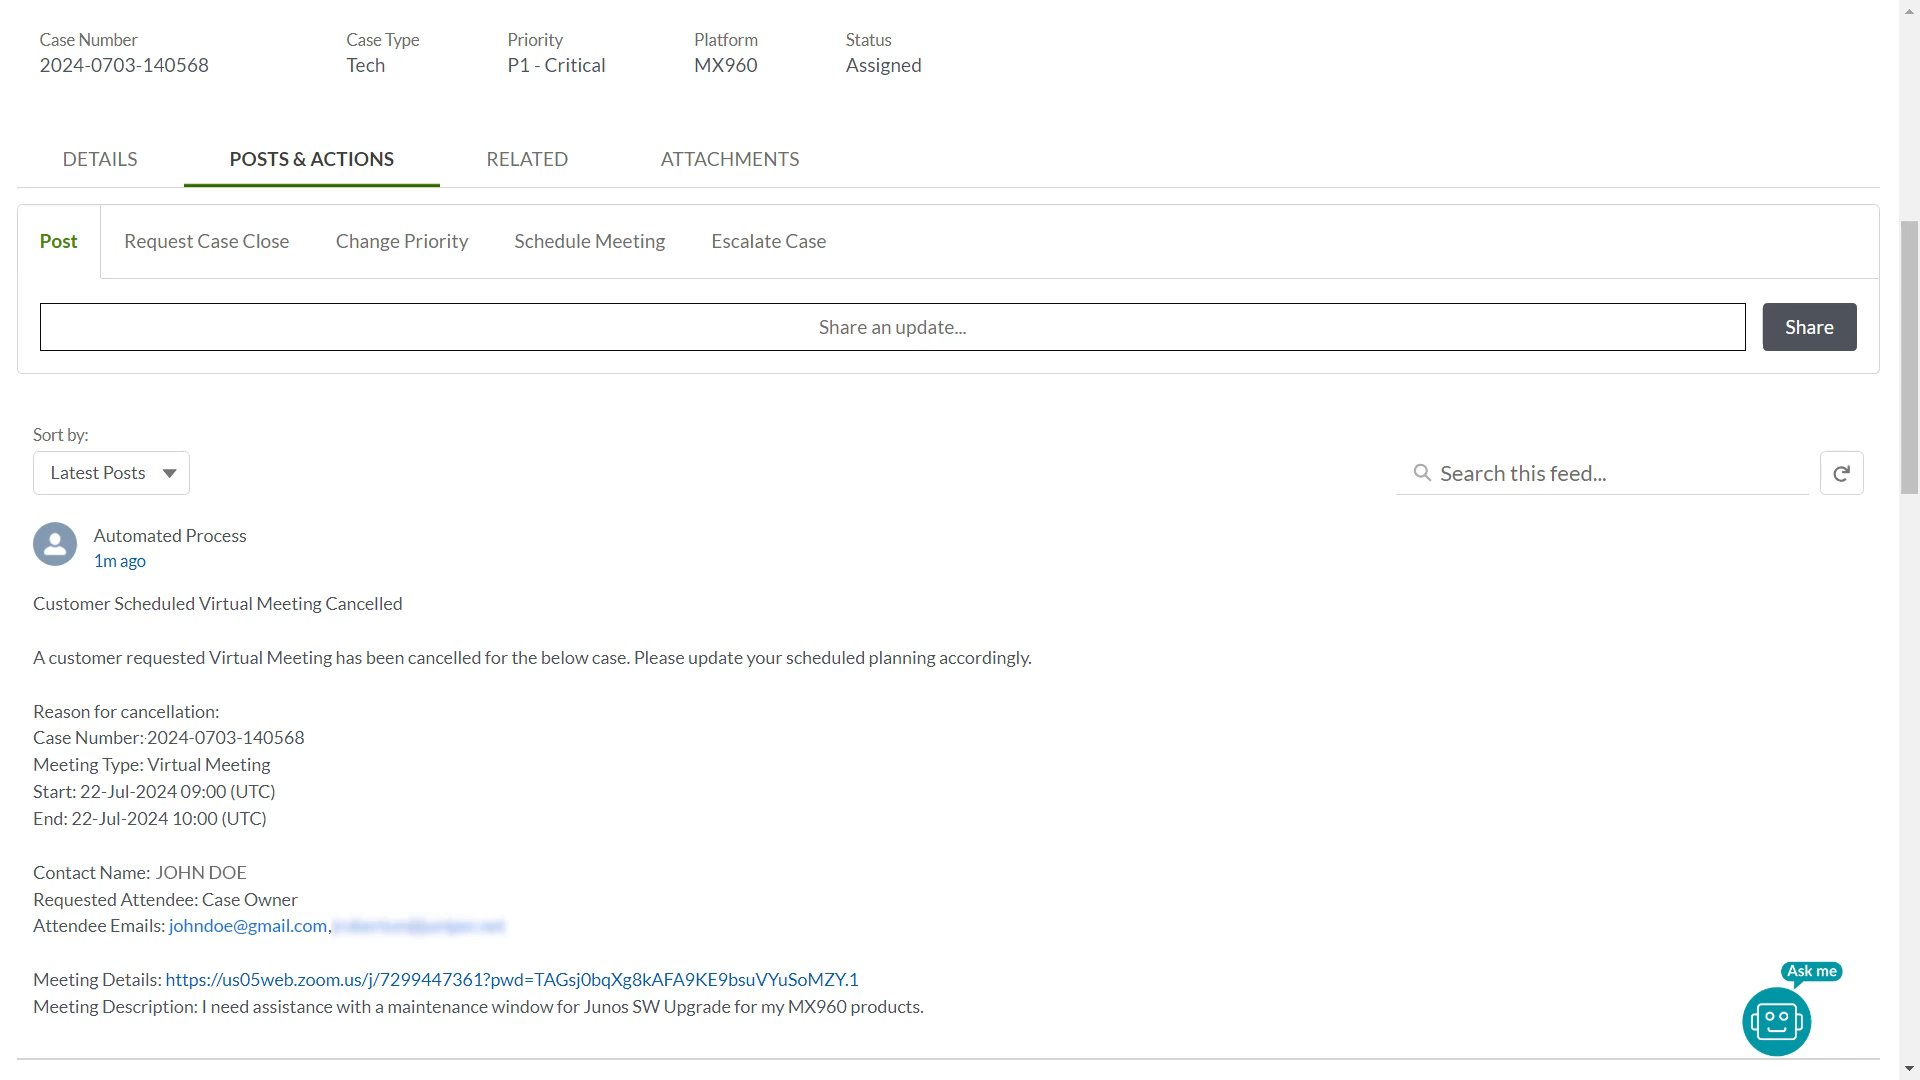 Case Number
2024-0703-140568
Case Type
Tech
Priority
P1 - Critical
Platform
MX960
Status
Assigned
DETAILS
POSTS & ACTIONS
RELATED
ATTACHMENTS
Post
Request Case Close
Change Priority
Schedule Meeting
Escalate Case
Share an update...
Share
Sort by:
Latest Posts
Search this feed...
Automated Process
1m ago
Customer Scheduled Virtual Meeting Cancelled
A customer requested Virtual Meeting has been cancelled for the below case. Please update your scheduled planning accordingly.
Reason for cancellation:
Case Number: 2024-0703-140568
Meeting Type: Virtual Meeting
Start: 22-Jul-2024 09:00 (UTC)
End: 22-Jul-2024 10:00 (UTC)
Contact Name: JOHN DOE
Requested Attendee: Case Owner
Attendee Emails: johndoe@gmail.com,
Meeting Details: https://us05web.zoom.us/j/7299447361?pwd=TAGsj0bqXg8kAFA9KE9bsuVYuSoMZY.1
Meeting Description: I need assistance with a maintenance window for Junos SW Upgrade for my MX960 products.
Ask me